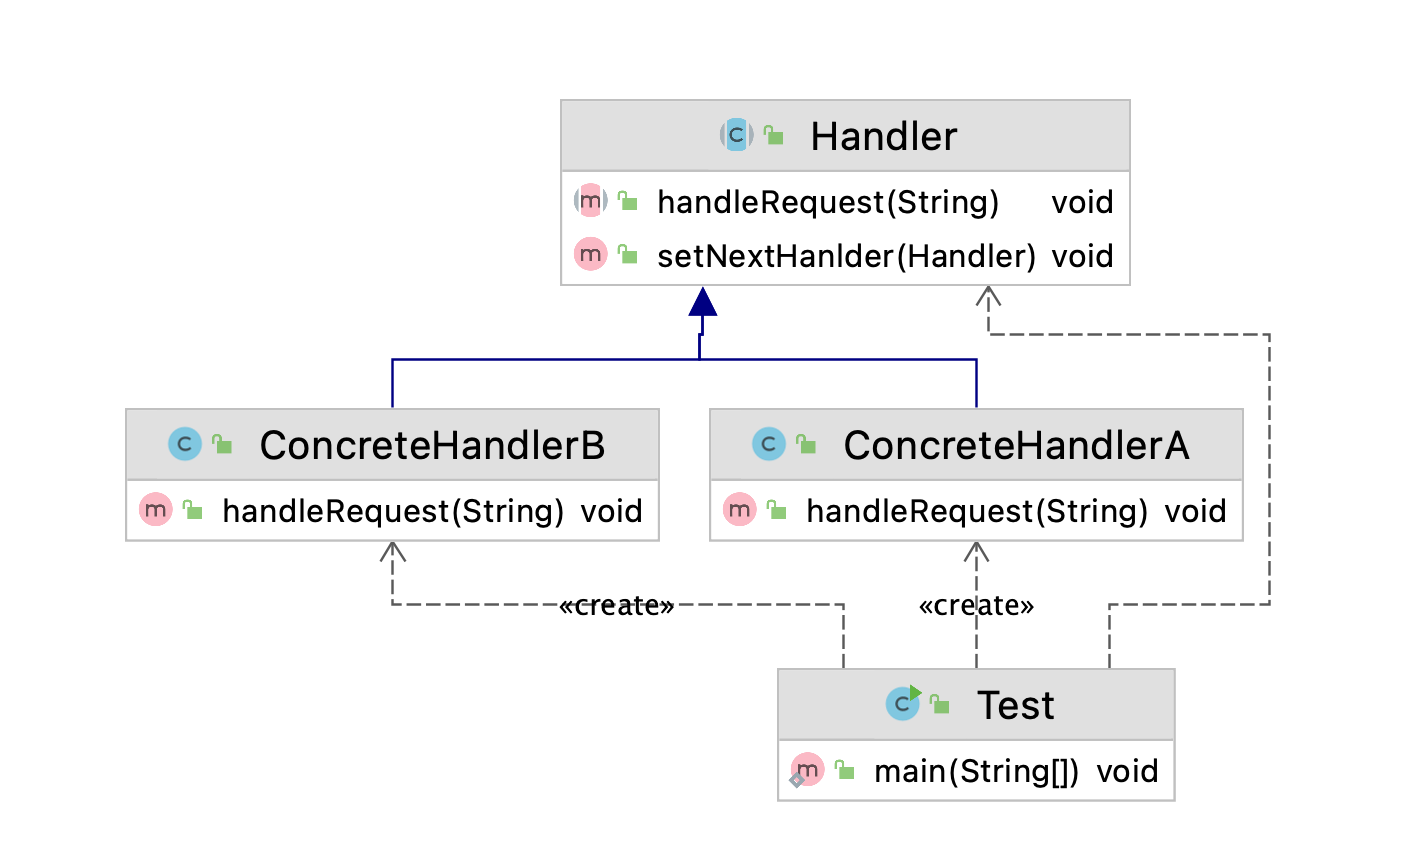 Handler
handleRequest(String) void
setNextHanlder(Handler) void
ConcreteHandlerB
handleRequest(String) void
ConcreteHandlerA
handleRequest(String) void
«create»
«create»
Test
main(String[]) void